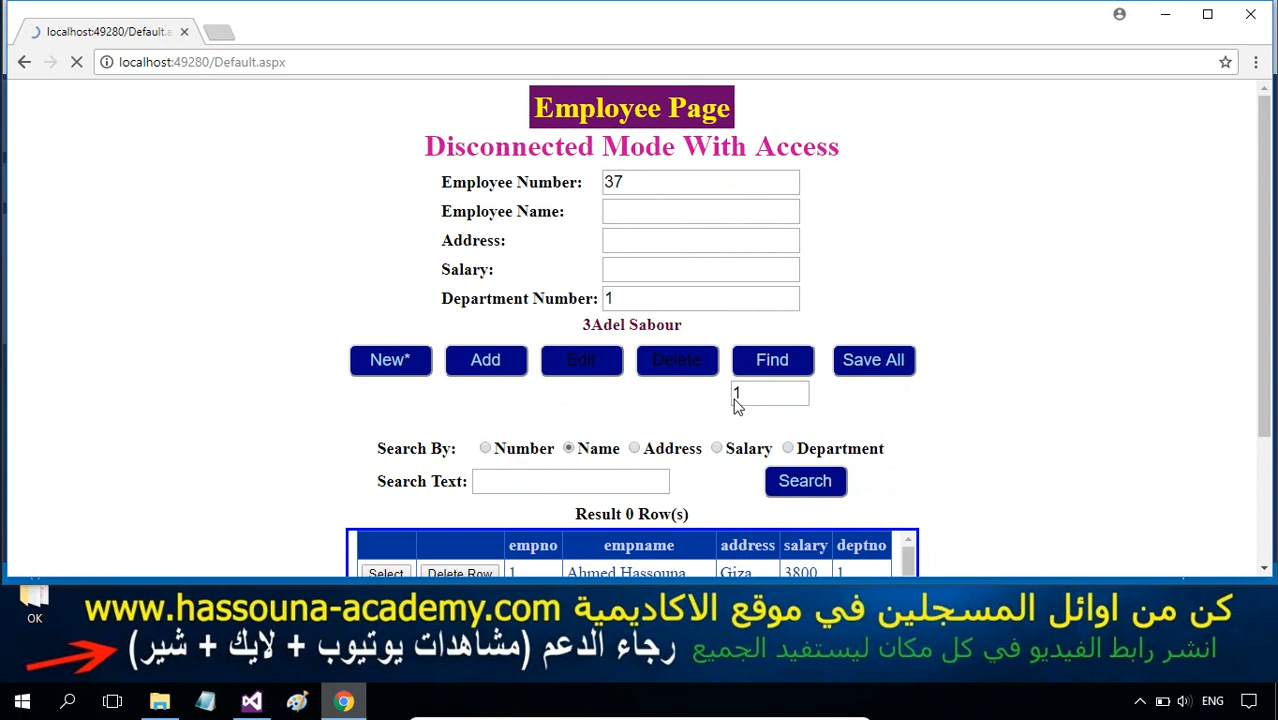 localhost:49280/Default.a
localhost:49280/Default.aspx
Employee Page
Disconnected Mode With Access
Employee Number: 37
Employee Name:
Address:
Salary:
Department Number: 1
3Adel Sabour
New* Add Edit Delete Find Save All
1
Search By: Number Name Address Salary Department
Search Text: Search
Result 0 Row(s)
empno empname address salary deptno
Select Delete Row 1 Ahmed Hassouna Giza 3800 1
OK
كن من اوائل المسجلين في موقع الاكاديمية www.hassouna-academy.com
انشر رابط الفيديو في كل مكان ليستفيد الجميع رجاء الدعم (مشاهدات يوتيوب + لايك + شير)
ENG